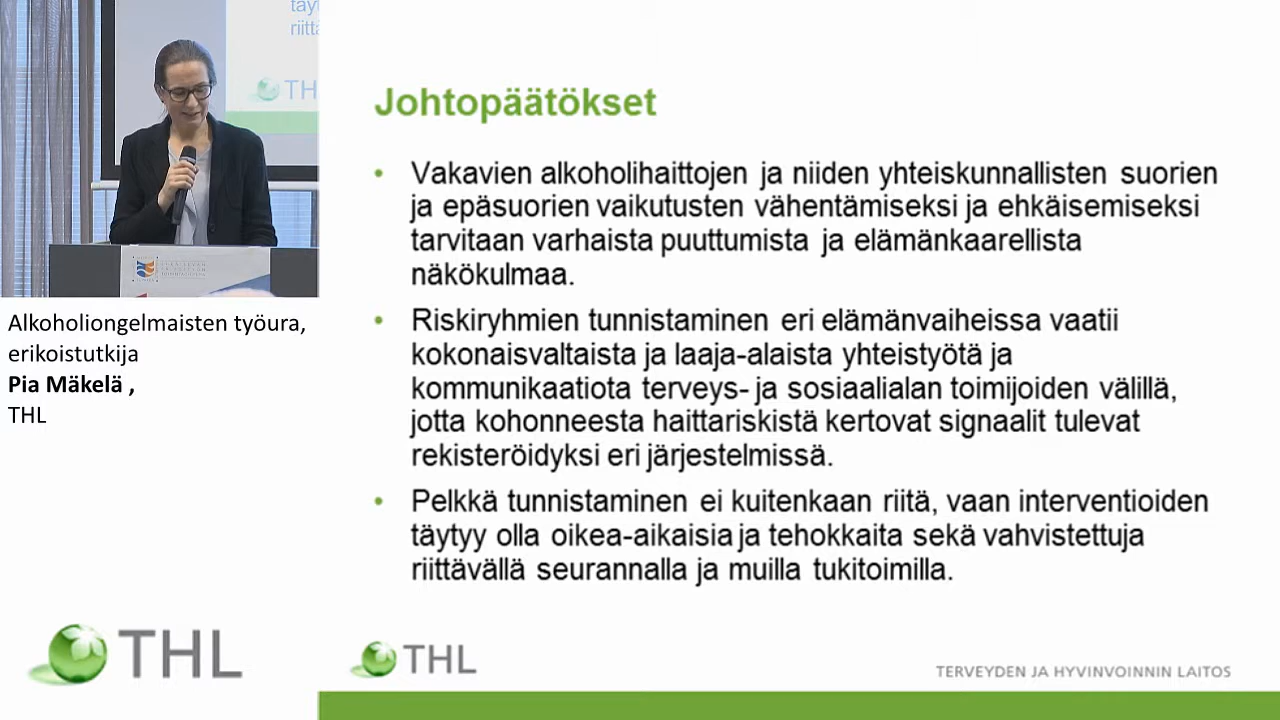 täyt
riittä
THL
Alkoholiongelmaisten työura,
erikoistutkija
Pia Mäkelä ,
THL
THL
Johtopäätökset
• Vakavien alkoholihaittojen ja niiden yhteiskunnallisten suorien
ja epäsuorien vaikutusten vähentämiseksi ja ehkäisemiseksi
tarvitaan varhaista puuttumista ja elämänkaarellista
näkökulmaa.
• Riskiryhmien tunnistaminen eri elämänvaiheissa vaatii
kokonaisvaltaista ja laaja-alaista yhteistyötä ja
kommunikaatiota terveys- ja sosiaalialan toimijoiden välillä,
jotta kohonneesta haittariskistä kertovat signaalit tulevat
rekisteröidyksi eri järjestelmissä.
• Pelkkä tunnistaminen ei kuitenkaan riitä, vaan interventioiden
täytyy olla oikea-aikaisia ja tehokkaita sekä vahvistettuja
riittävällä seurannalla ja muilla tukitoimilla.
THL
TERVEYDEN JA HYVINVOINNIN LAITOS